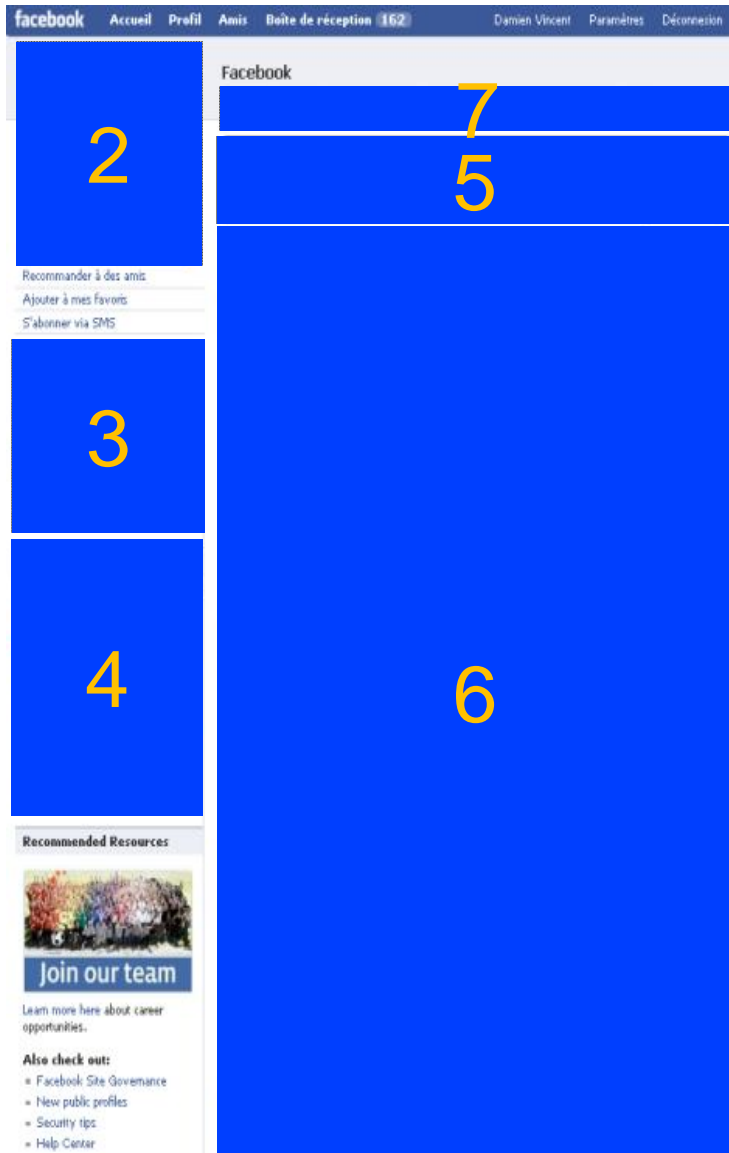 facebook Accueil Profil Amis Boîte de réception 162 Damien Vincent Paramètres Déconnexion
Facebook
7
2
5
Recommander à des amis
Ajouter à mes favoris
S'abonner via SMS
3
4
6
Recommended Resources
Join our team
Learn more here about career
opportunities.
Also check out:
Facebook Site Governance
New public profiles
Security tips
Help Center